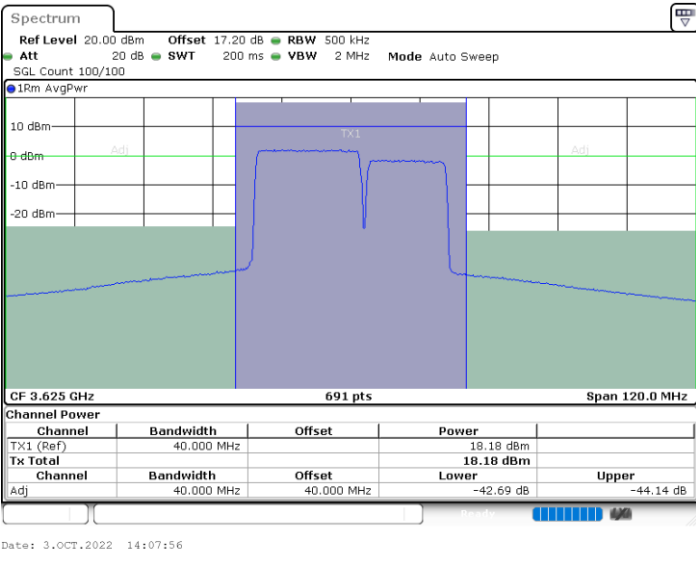 Spectrum
Ref Level 20.00 dBm Offset 17.20 dB RBW 500 kHz
Att 20 dB SWT 200 ms VBW 2 MHz Mode Auto Sweep
SGL Count 100/100
1Rm AvgPwr
10 dBm
TX1
Adj
Adj
0 dBm
-10 dBm
-20 dBm
CF 3.625 GHz 691 pts Span 120.0 MHz
Channel Power
Channel Bandwidth Offset Power
TX1 (Ref) 40.000 MHz 18.18 dBm
Tx Total 18.18 dBm
Channel Bandwidth Offset Lower Upper
Adj 40.000 MHz 40.000 MHz -42.69 dB -44.14 dB
Ready
Date: 3.OCT.2022 14:07:56